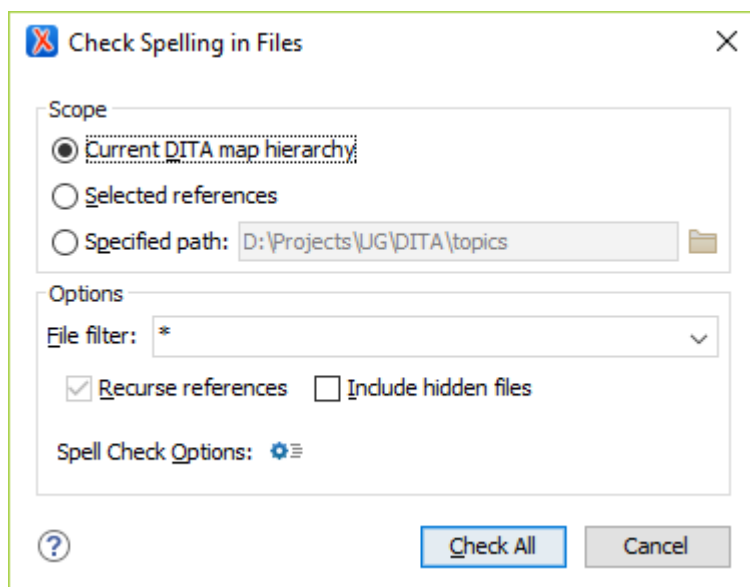 Check Spelling in Files
Scope
Current DITA map hierarchy
Selected references
Specified path: D:\Projects\UG\DITA\topics
Options
File filter: *
Recurse references Include hidden files
Spell Check Options:
? Check All Cancel